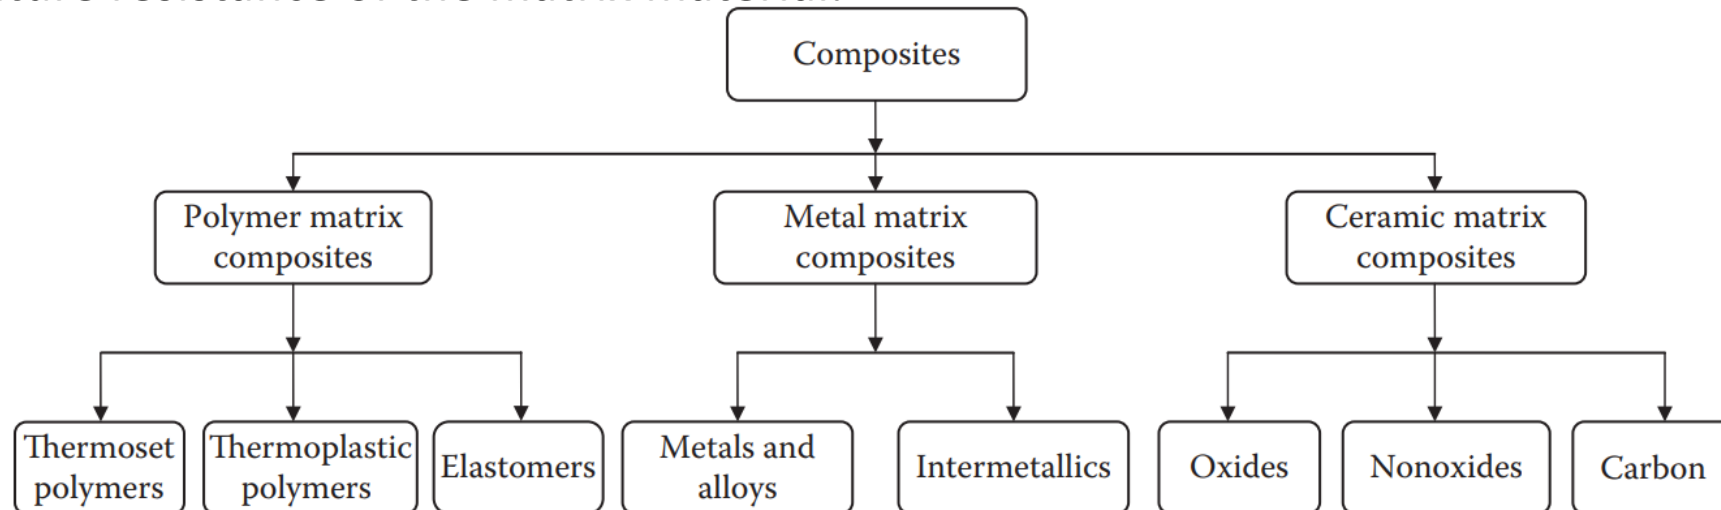 Composites
Polymer matrix
composites
Metal matrix
composites
Ceramic matrix
composites
Thermoset
polymers
Thermoplastic
polymers
Elastomers
Metals and
alloys
Intermetallics
Oxides
Nonoxides
Carbon